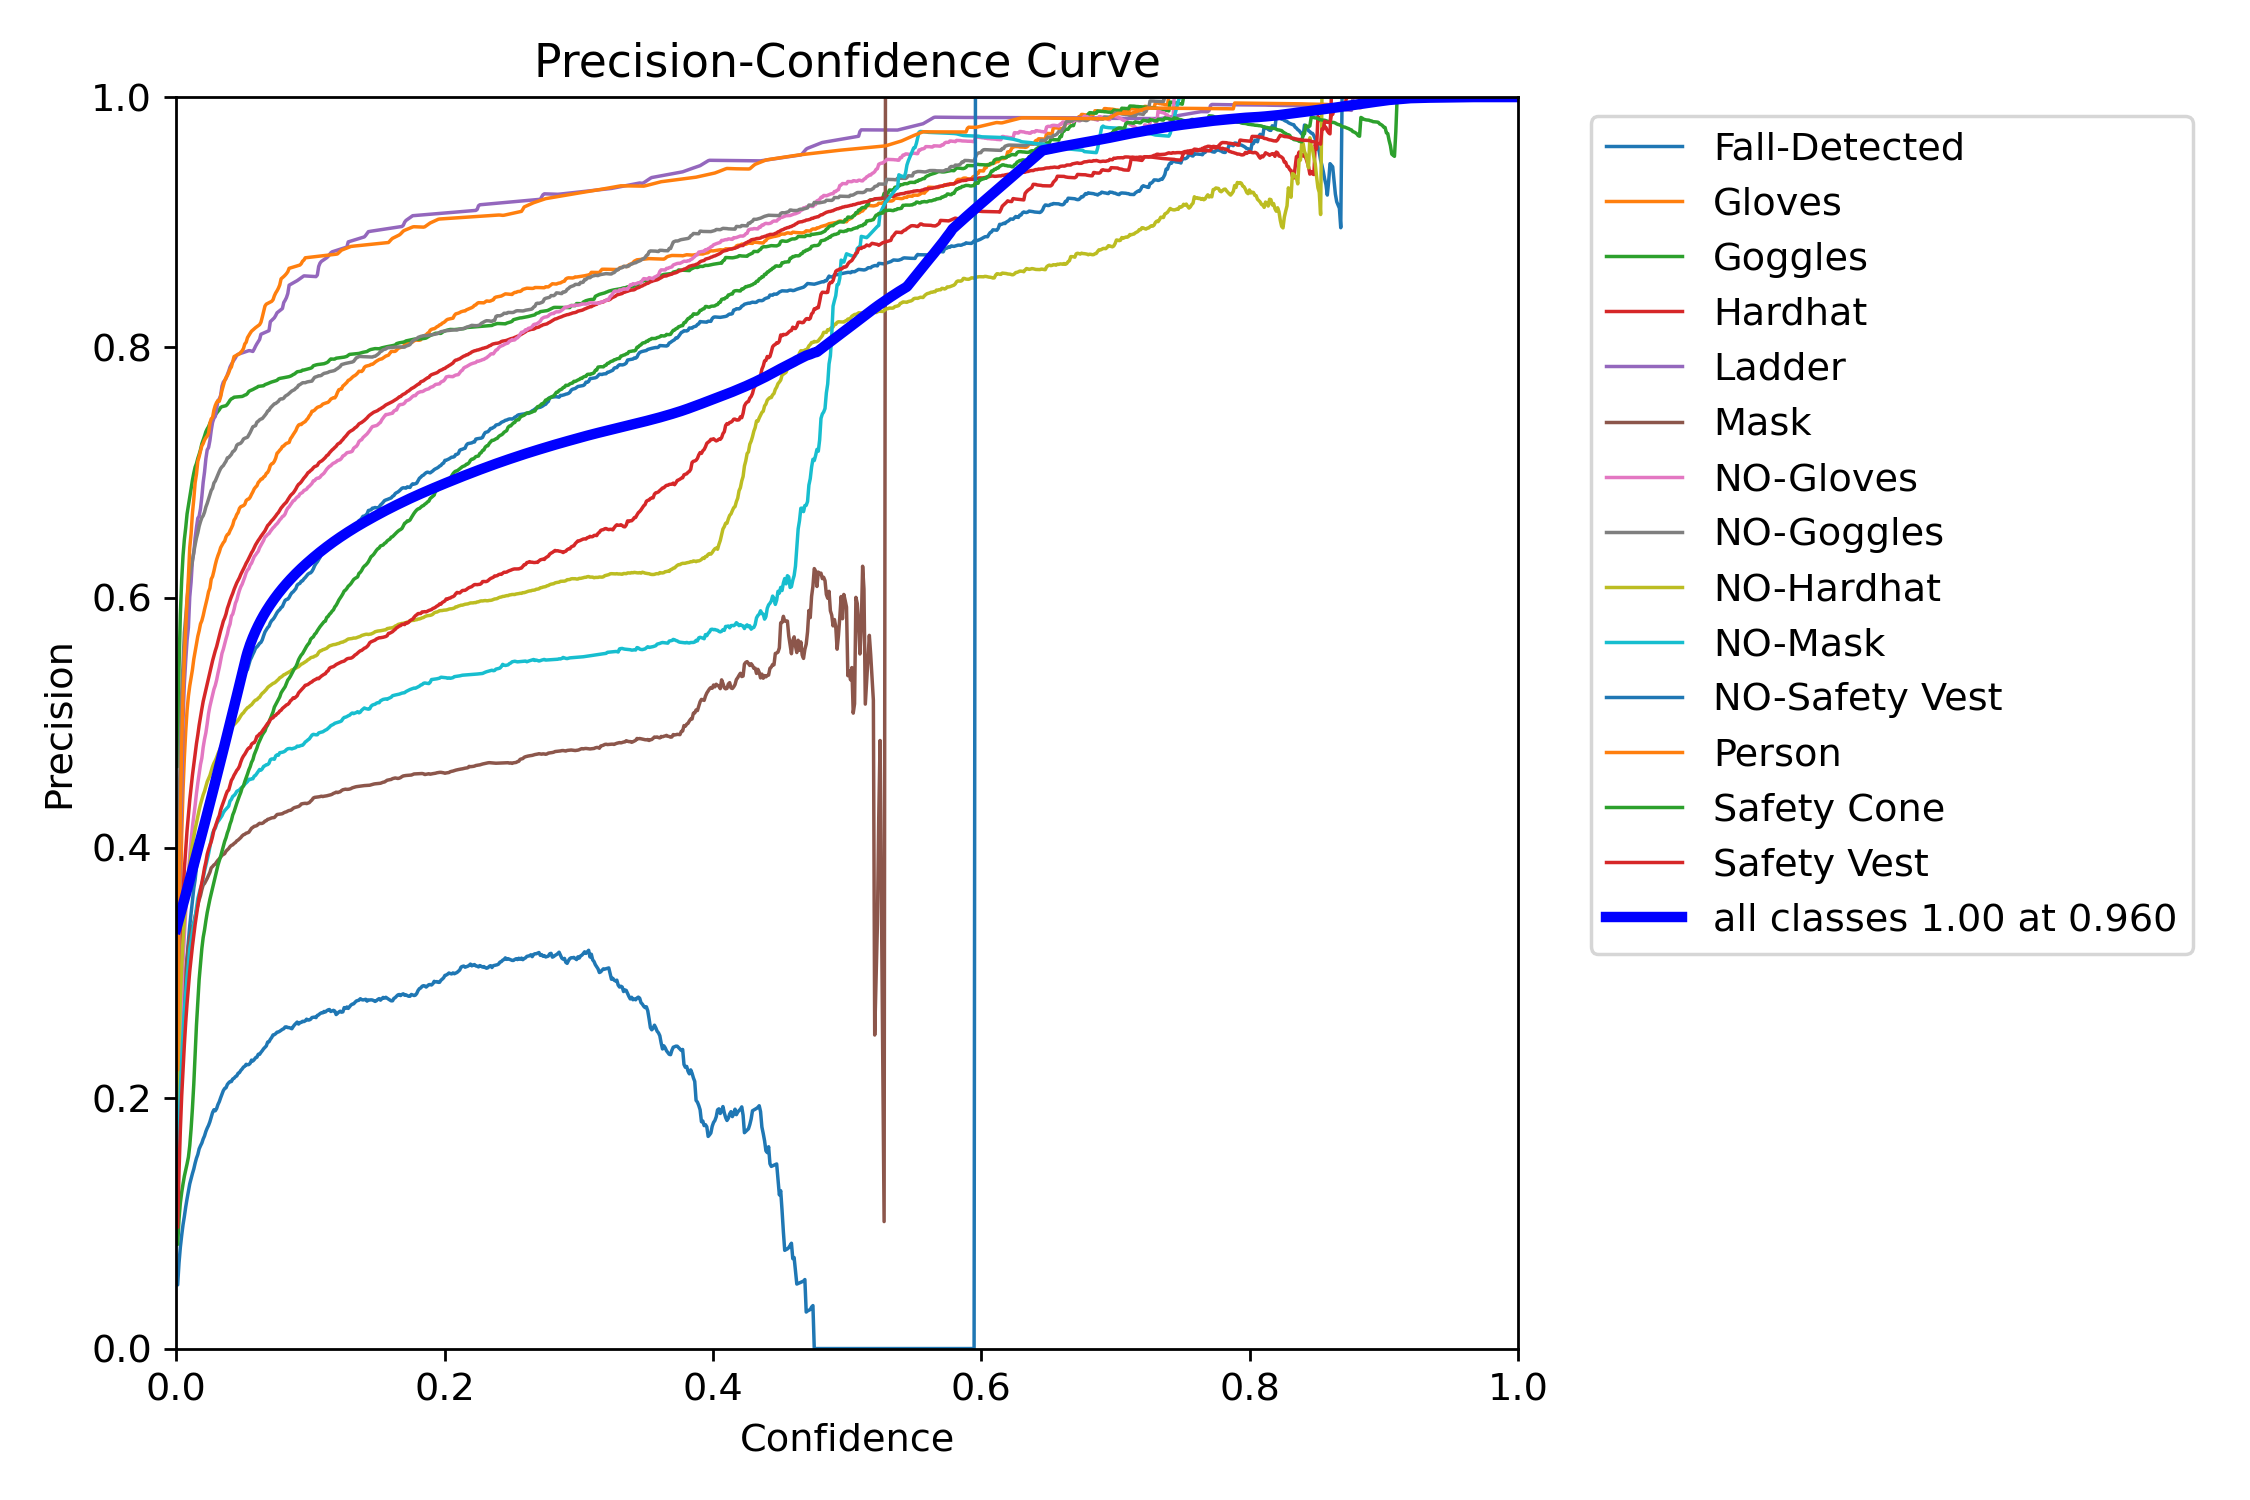 Precision-Confidence Curve
1.0
0.8
0.6
0.4
0.2
0.0
Precision
0.0 0.2 0.4 0.6 0.8 1.0
Confidence
Fall-Detected
Gloves
Goggles
Hardhat
Ladder
Mask
NO-Gloves
NO-Goggles
NO-Hardhat
NO-Mask
NO-Safety Vest
Person
Safety Cone
Safety Vest
all classes 1.00 at 0.960